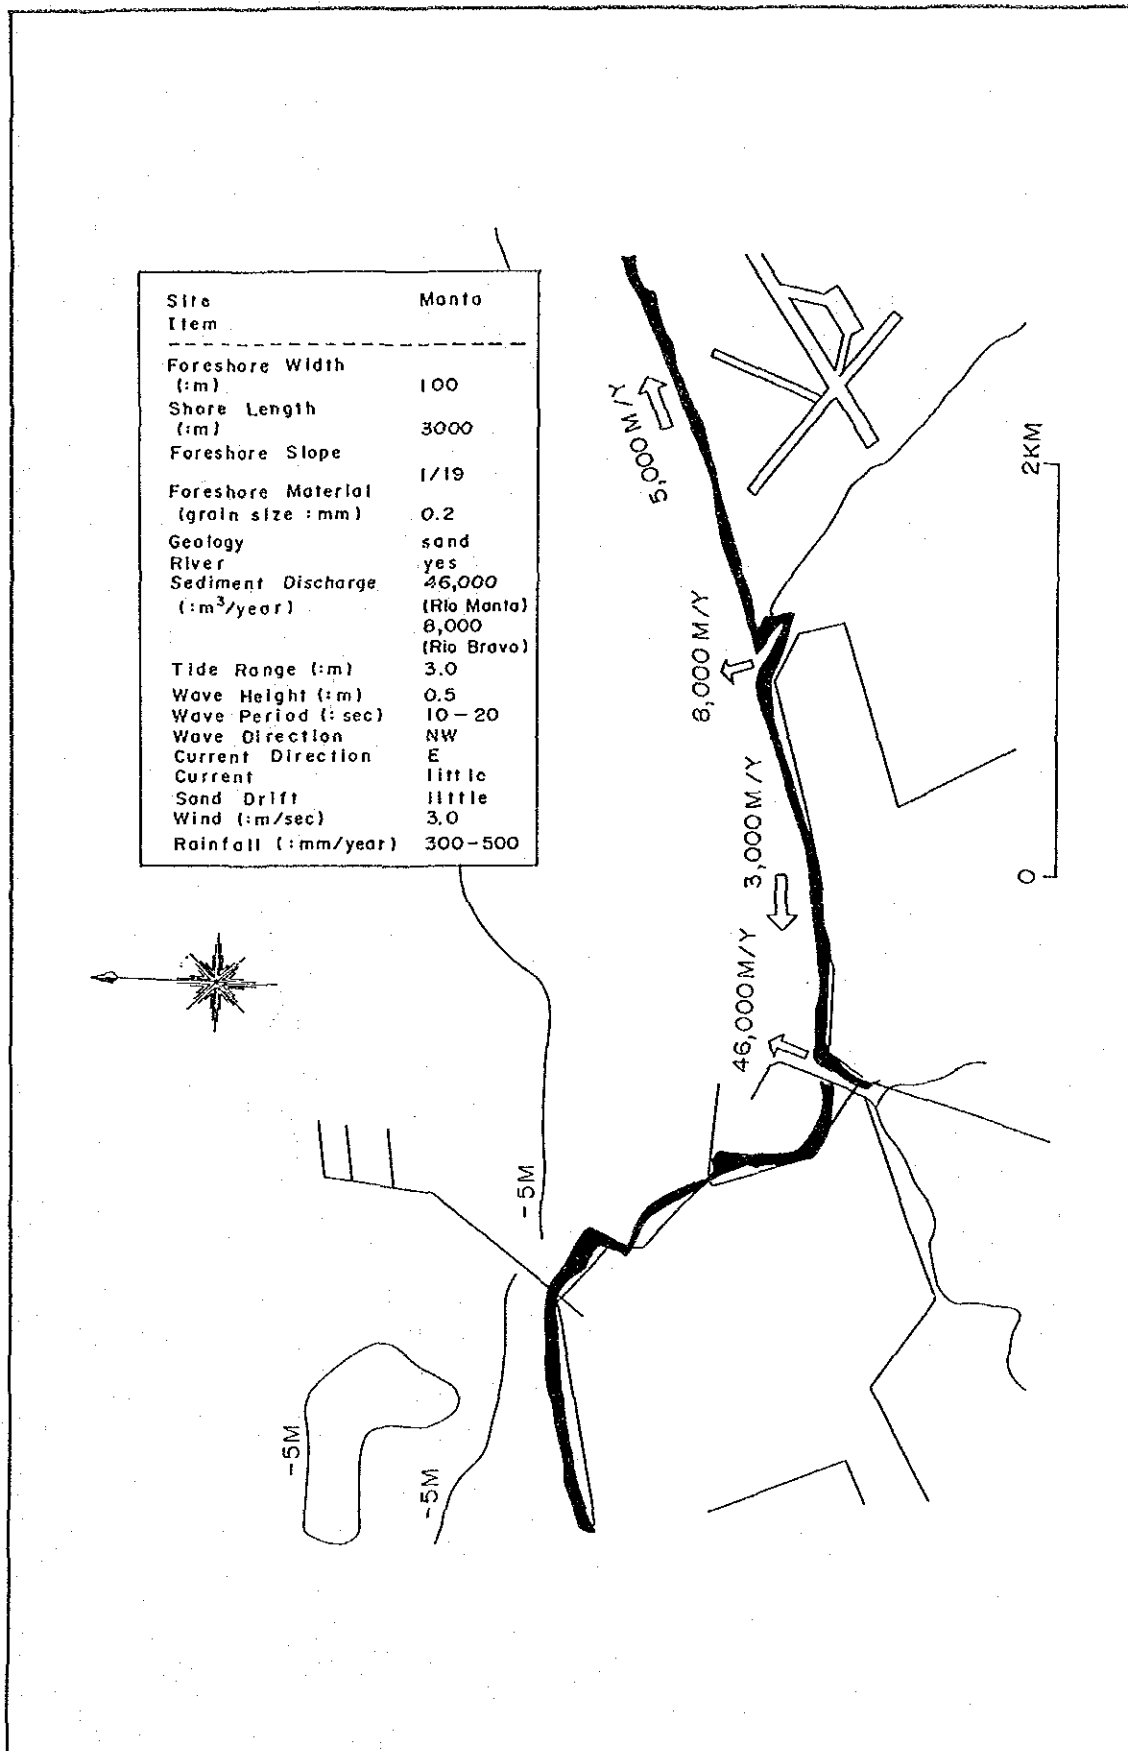 Site Manta
Item
Foreshore Width
(:m) 100
Shore Length
(:m) 3000
Foreshore Slope
1/19
Foreshore Material
(grain size :mm) 0.2
Geology sand
River yes
Sediment Discharge 46,000
(:m³/year) (Rio Manta)
8,000
(Rio Bravo)
Tide Range (:m) 3.0
Wave Height (:m) 0.5
Wave Period (: sec) 10-20
Wave Direction NW
Current Direction E
Current little
Sand Drift little
Wind (:m/sec) 3.0
Rainfall (:mm/year) 300-500
5,000M/Y
8,000M/Y
3,000M/Y
46,000M/Y
-5M
-5M
-5M
0 2KM